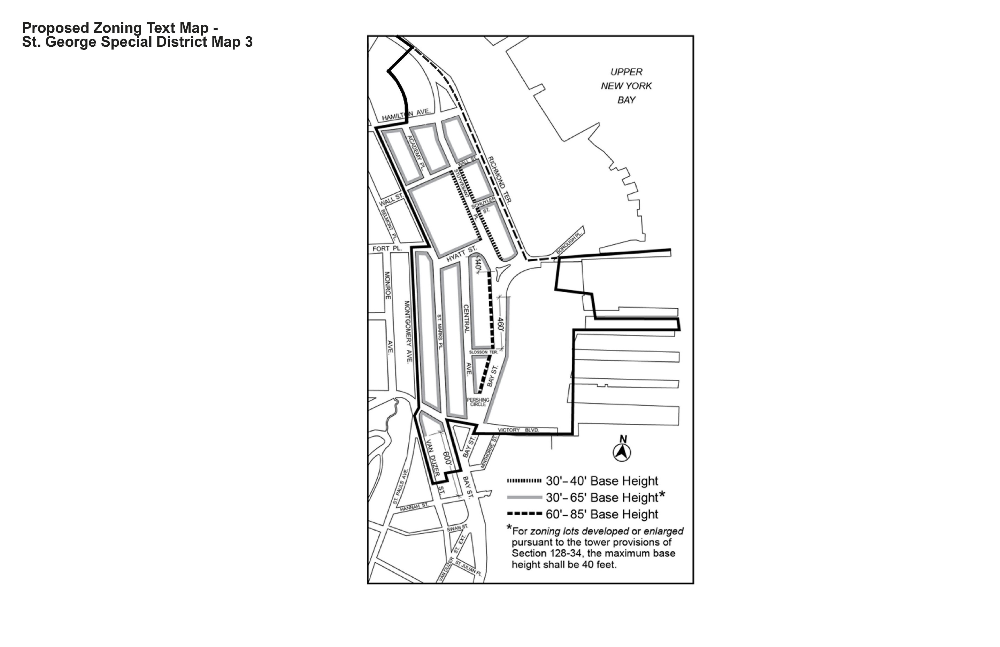 Proposed Zoning Text Map -
St. George Special District Map 3
UPPER
NEW YORK
BAY
HAMILTON AVE.
ACADEMY PL.
WALL ST.
STUYVESANT
PL.
RICHMOND TER.
SCHUYLER
ST.
WALL ST.
BELMONT PL.
FORT PL.
HYATT ST.
BOROUGH PL.
140'
MONROE
AVE.
MONTGOMERY AVE.
ST. MARKS PL.
CENTRAL
AVE.
460'
SLOSSON TER.
BAY ST.
PERSHING
CIRCLE
VICTORY BLVD.
VAN DUZER
ST.
600'
BAY ST.
MINTHORNE ST.
BAY ST.
ST. PAULS AVE.
HANNAH ST.
SWAN ST.
VAN DUZER ST. EXT.
ST. JULIAN PL.
N
30'–40' Base Height
30'–65' Base Height*
60'–85' Base Height
*For zoning lots developed or enlarged
pursuant to the tower provisions of
Section 128-34, the maximum base
height shall be 40 feet.